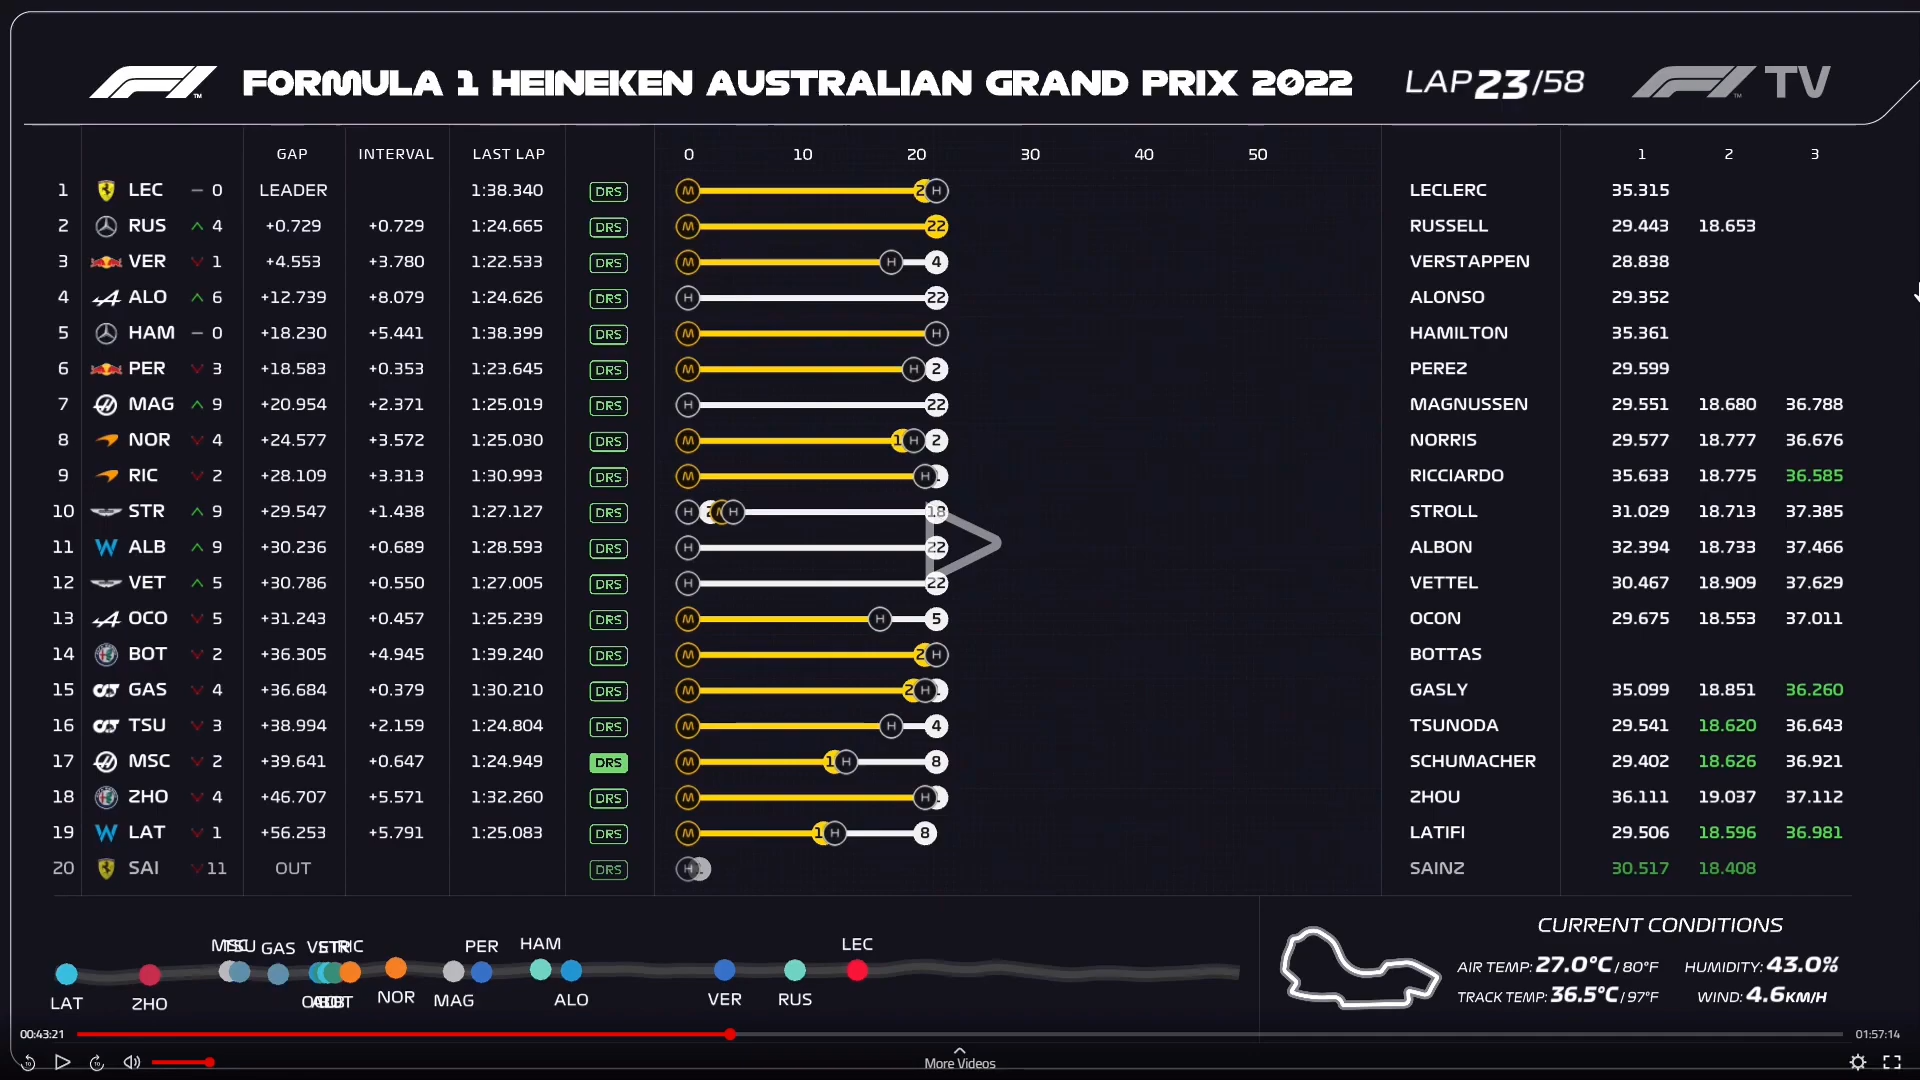 F1 FORMULA 1 HEINEKEN AUSTRALIAN GRAND PRIX 2022 LAP 23/58 F1 TV
GAP INTERVAL LAST LAP 0 10 20 30 40 50 1 2 3
1 LEC – 0 LEADER 1:38.340 DRS M H LECLERC 35.315
2 RUS 4 +0.729 +0.729 1:24.665 DRS M 22 RUSSELL 29.443 18.653
3 VER 1 +4.553 +3.780 1:22.533 DRS M H 4 VERSTAPPEN 28.838
4 ALO 6 +12.739 +8.079 1:24.626 DRS H 22 ALONSO 29.352
5 HAM – 0 +18.230 +5.441 1:38.399 DRS M H HAMILTON 35.361
6 PER 3 +18.583 +0.353 1:23.645 DRS M H 2 PEREZ 29.599
7 MAG 9 +20.954 +2.371 1:25.019 DRS H 22 MAGNUSSEN 29.551 18.680 36.788
8 NOR 4 +24.577 +3.572 1:25.030 DRS M H 2 NORRIS 29.577 18.777 36.676
9 RIC 2 +28.109 +3.313 1:30.993 DRS M H RICCIARDO 35.633 18.775 36.585
10 STR 9 +29.547 +1.438 1:27.127 DRS H H 18 STROLL 31.029 18.713 37.385
11 ALB 9 +30.236 +0.689 1:28.593 DRS H 22 ALBON 32.394 18.733 37.466
12 VET 5 +30.786 +0.550 1:27.005 DRS H 22 VETTEL 30.467 18.909 37.629
13 OCO 5 +31.243 +0.457 1:25.239 DRS M H 5 OCON 29.675 18.553 37.011
14 BOT 2 +36.305 +4.945 1:39.240 DRS M H BOTTAS
15 GAS 4 +36.684 +0.379 1:30.210 DRS M H GASLY 35.099 18.851 36.260
16 TSU 3 +38.994 +2.159 1:24.804 DRS M H 4 TSUNODA 29.541 18.620 36.643
17 MSC 2 +39.641 +0.647 1:24.949 DRS M H 8 SCHUMACHER 29.402 18.626 36.921
18 ZHO 4 +46.707 +5.571 1:32.260 DRS M H ZHOU 36.111 19.037 37.112
19 LAT 1 +56.253 +5.791 1:25.083 DRS M H 8 LATIFI 29.506 18.596 36.981
20 SAI 11 OUT DRS H SAINZ 30.517 18.408
CURRENT CONDITIONS
GAS PER HAM LEC
AIR TEMP: 27.0°C/80°F HUMIDITY: 43.0%
LAT ZHO NOR MAG ALO VER RUS
TRACK TEMP: 36.5°C/97°F WIND: 4.6KM/H
00:43:21 01:57:14
More Videos